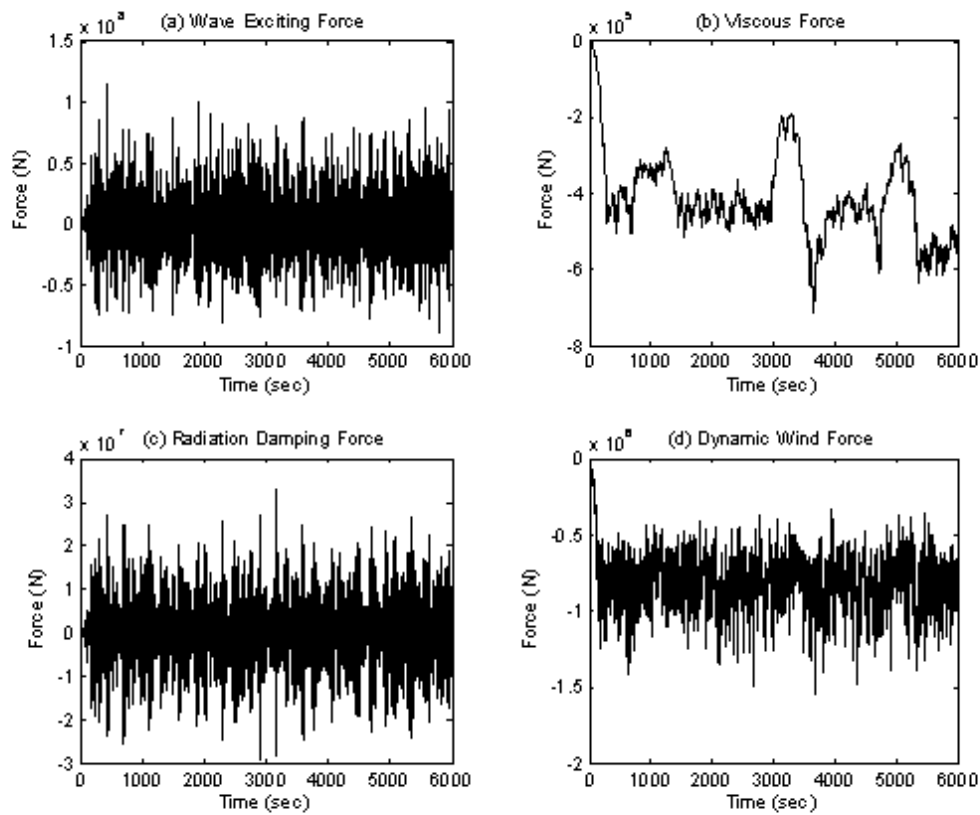 x 10^8
(a) Wave Exciting Force
1.5
1
0.5
0
-0.5
-1
Force (N)
0 1000 2000 3000 4000 5000 6000
Time (sec)
x 10^5
(b) Viscous Force
0
-2
-4
-6
-8
Force (N)
0 1000 2000 3000 4000 5000 6000
Time (sec)
x 10^7
(c) Radiation Damping Force
4
3
2
1
0
-1
-2
-3
Force (N)
0 1000 2000 3000 4000 5000 6000
Time (sec)
x 10^6
(d) Dynamic Wind Force
0
-0.5
-1
-1.5
-2
Force (N)
0 1000 2000 3000 4000 5000 6000
Time (sec)